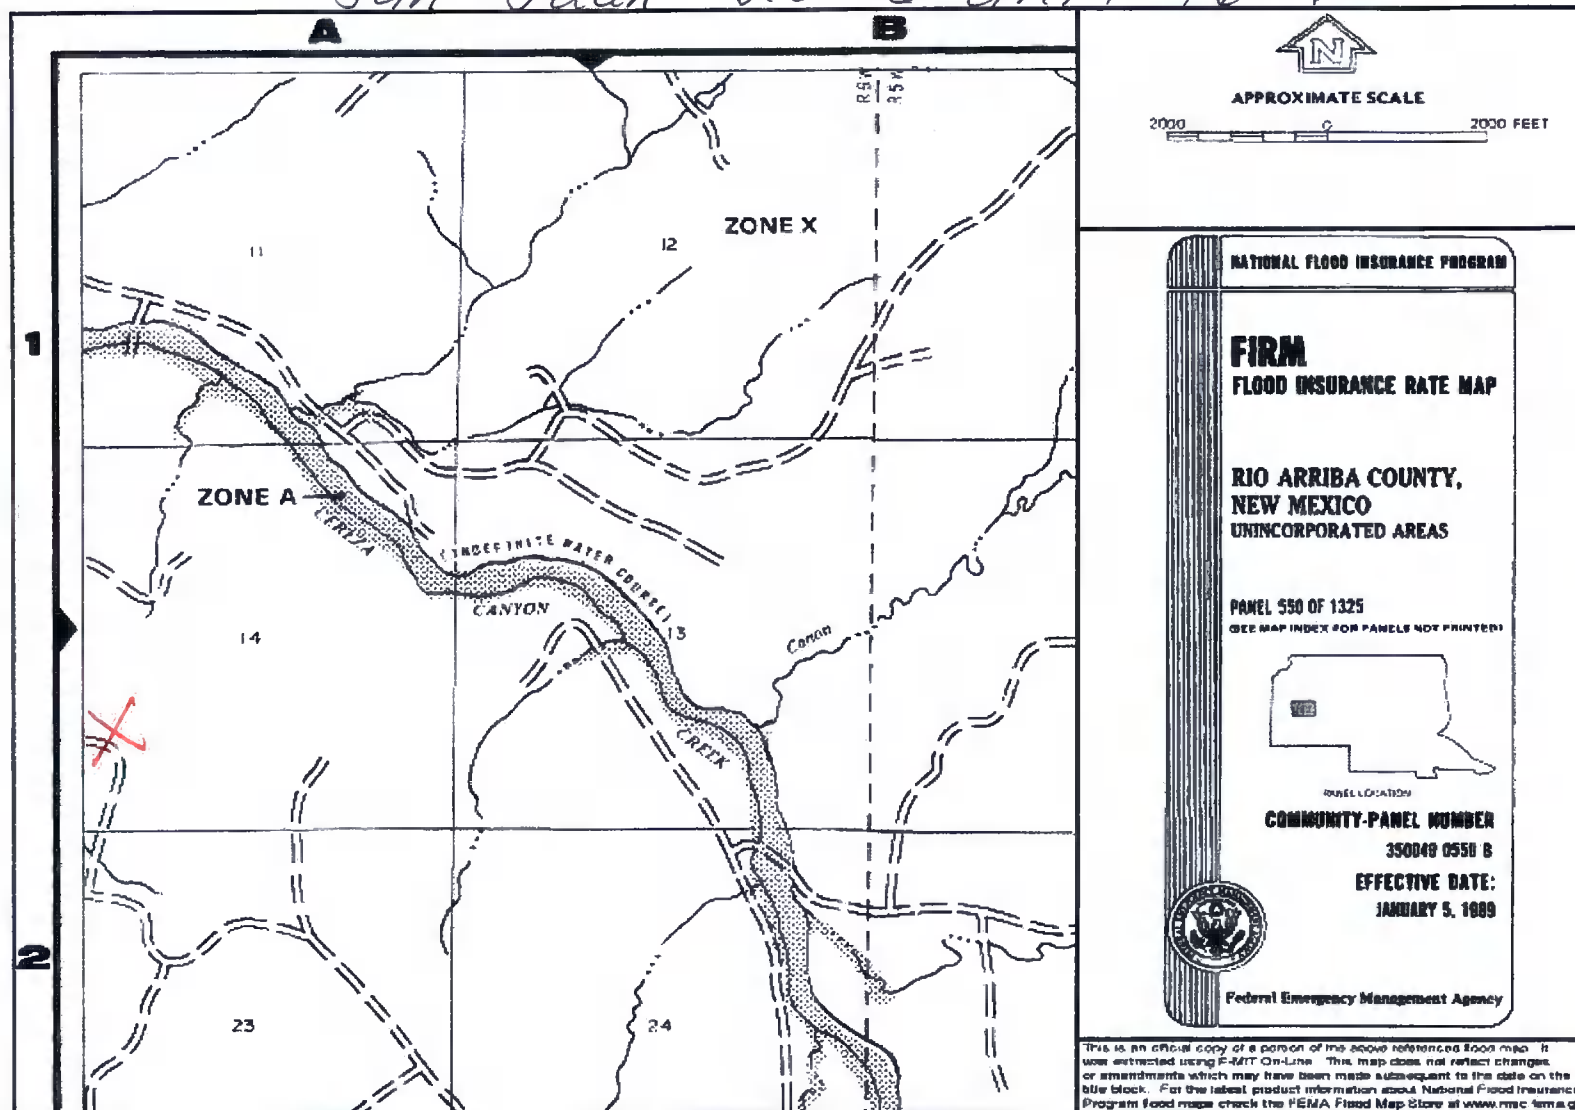 San Juan
A
B
N
APPROXIMATE SCALE
2000 0 2000 FEET
R5W
R5W
ZONE X
11
12
1
ZONE A
CEREZA
(INDEFINITE WATER COURSE)
CANYON
13
14
Canon
CREEK
2
23
24
NATIONAL FLOOD INSURANCE PROGRAM
FIRM
FLOOD INSURANCE RATE MAP
RIO ARRIBA COUNTY,
NEW MEXICO
UNINCORPORATED AREAS
PANEL 550 OF 1325
(SEE MAP INDEX FOR PANELS NOT PRINTED)
PANEL LOCATION
COMMUNITY-PANEL NUMBER
350049 0550 B
EFFECTIVE DATE:
JANUARY 5, 1989
Federal Emergency Management Agency
This is an official copy of a portion of the above referenced flood map. It
was extracted using F-MIT On-Line. This map does not reflect changes
or amendments which may have been made subsequent to the date on the
title block. For the latest product information about National Flood Insurance
Program flood maps check the FEMA Flood Map Store at www.msc.fema.g